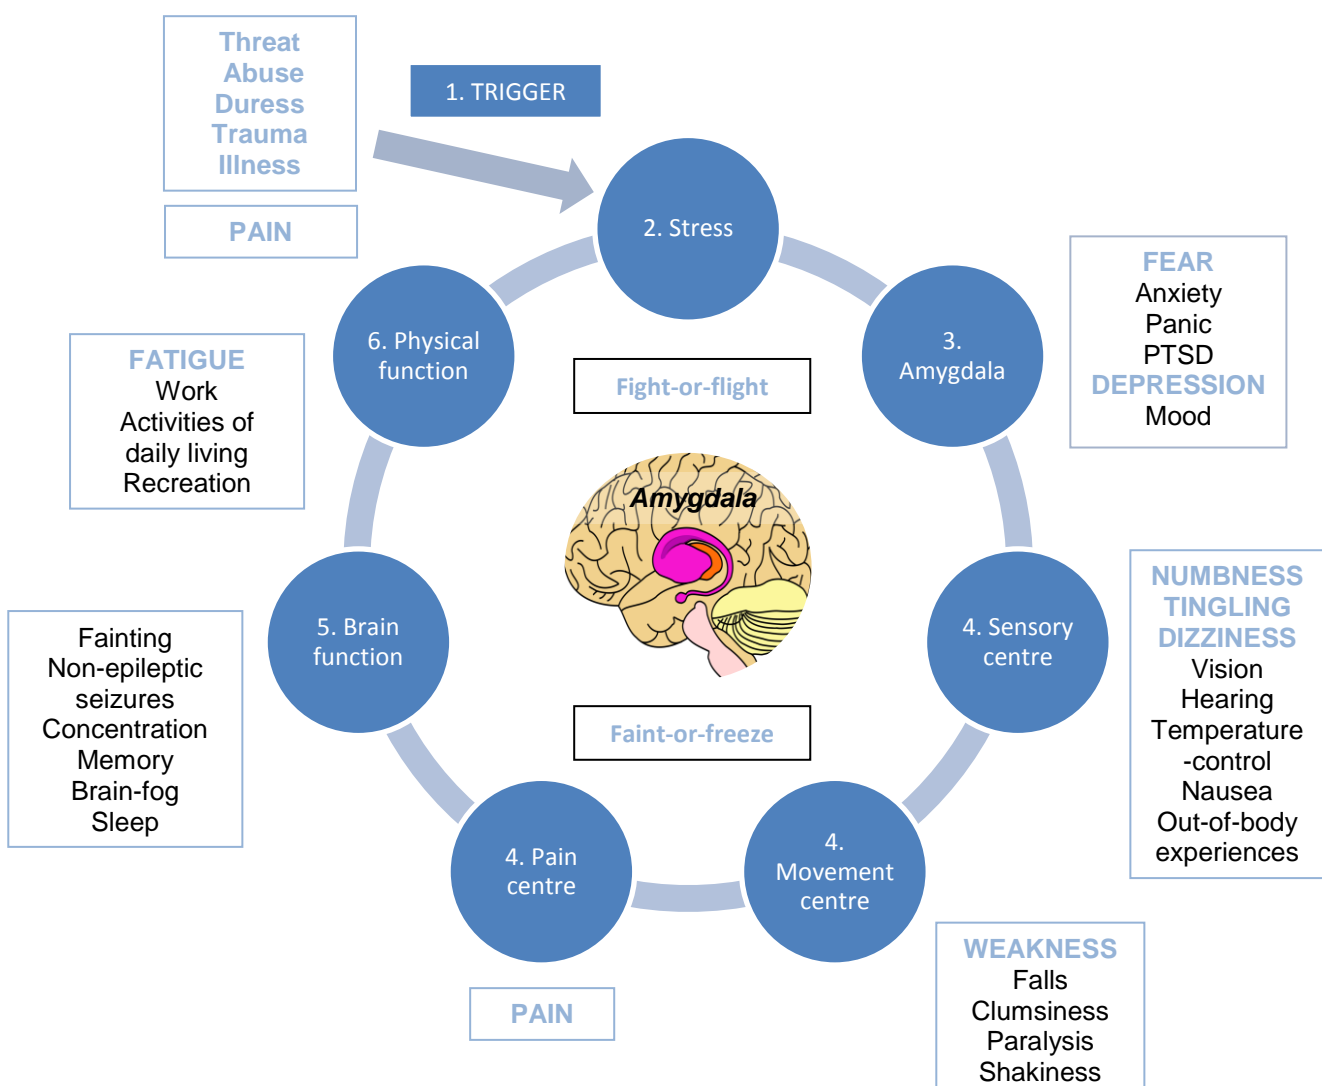 Threat
Abuse
Duress
Trauma
Illness
PAIN
1. TRIGGER
2. Stress
3.
Amygdala
FEAR
Anxiety
Panic
PTSD
DEPRESSION
Mood
4. Sensory
centre
NUMBNESS
TINGLING
DIZZINESS
Vision
Hearing
Temperature
-control
Nausea
Out-of-body
experiences
4.
Movement
centre
WEAKNESS
Falls
Clumsiness
Paralysis
Shakiness
4. Pain
centre
PAIN
5. Brain
function
Fainting
Non-epileptic
seizures
Concentration
Memory
Brain-fog
Sleep
6. Physical
function
FATIGUE
Work
Activities of
daily living
Recreation
Fight-or-flight
Amygdala
Faint-or-freeze